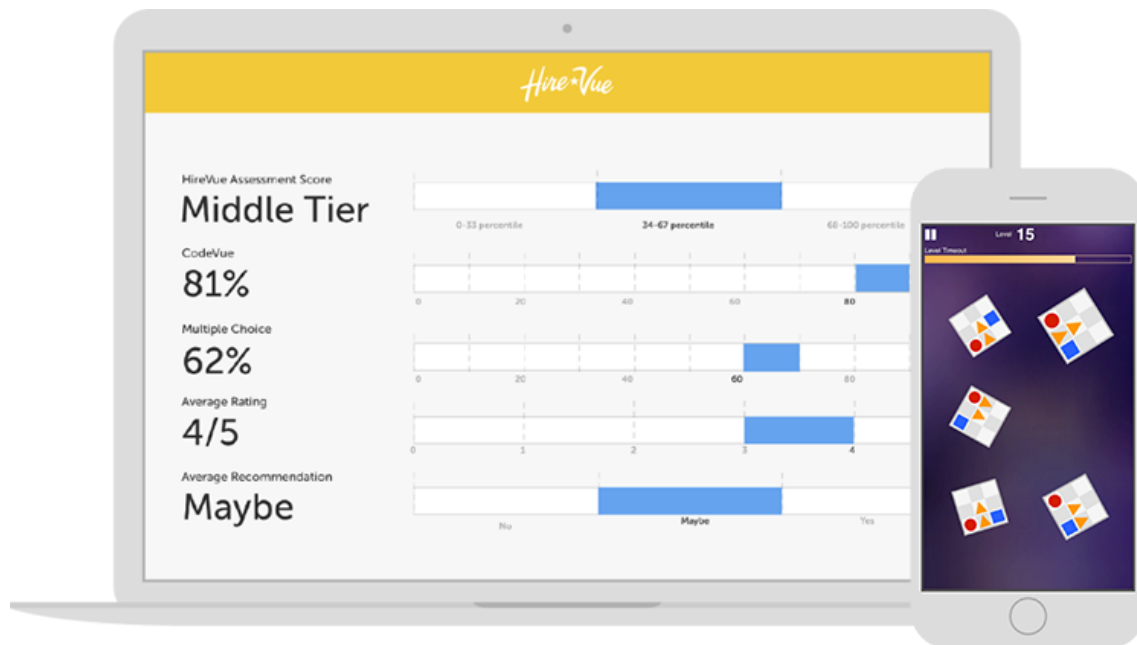 Hire Vue
HireVue Assessment Score
Middle Tier
0-33 percentile 34-67 percentile 68-100 percentile
CodeVue
81%
0 20 40 60 80
Multiple Choice
62%
0 20 40 60 80
Average Rating
4/5
0 1 2 3 4
Average Recommendation
Maybe
No Maybe Yes
Level 15
Level Timeout